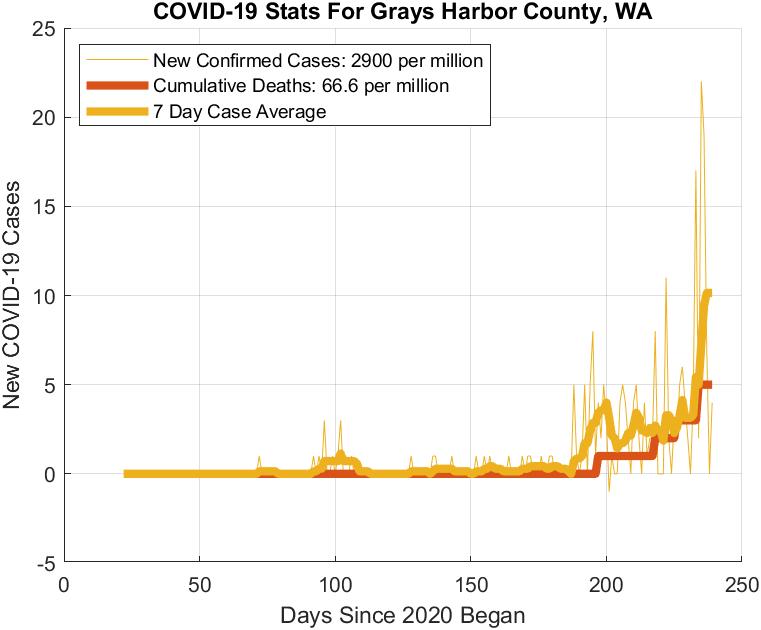 COVID-19 Stats For Grays Harbor County, WA
New Confirmed Cases: 2900 per million
Cumulative Deaths: 66.6 per million
7 Day Case Average
New COVID-19 Cases
25
20
15
10
5
0
-5
0 50 100 150 200 250
Days Since 2020 Began